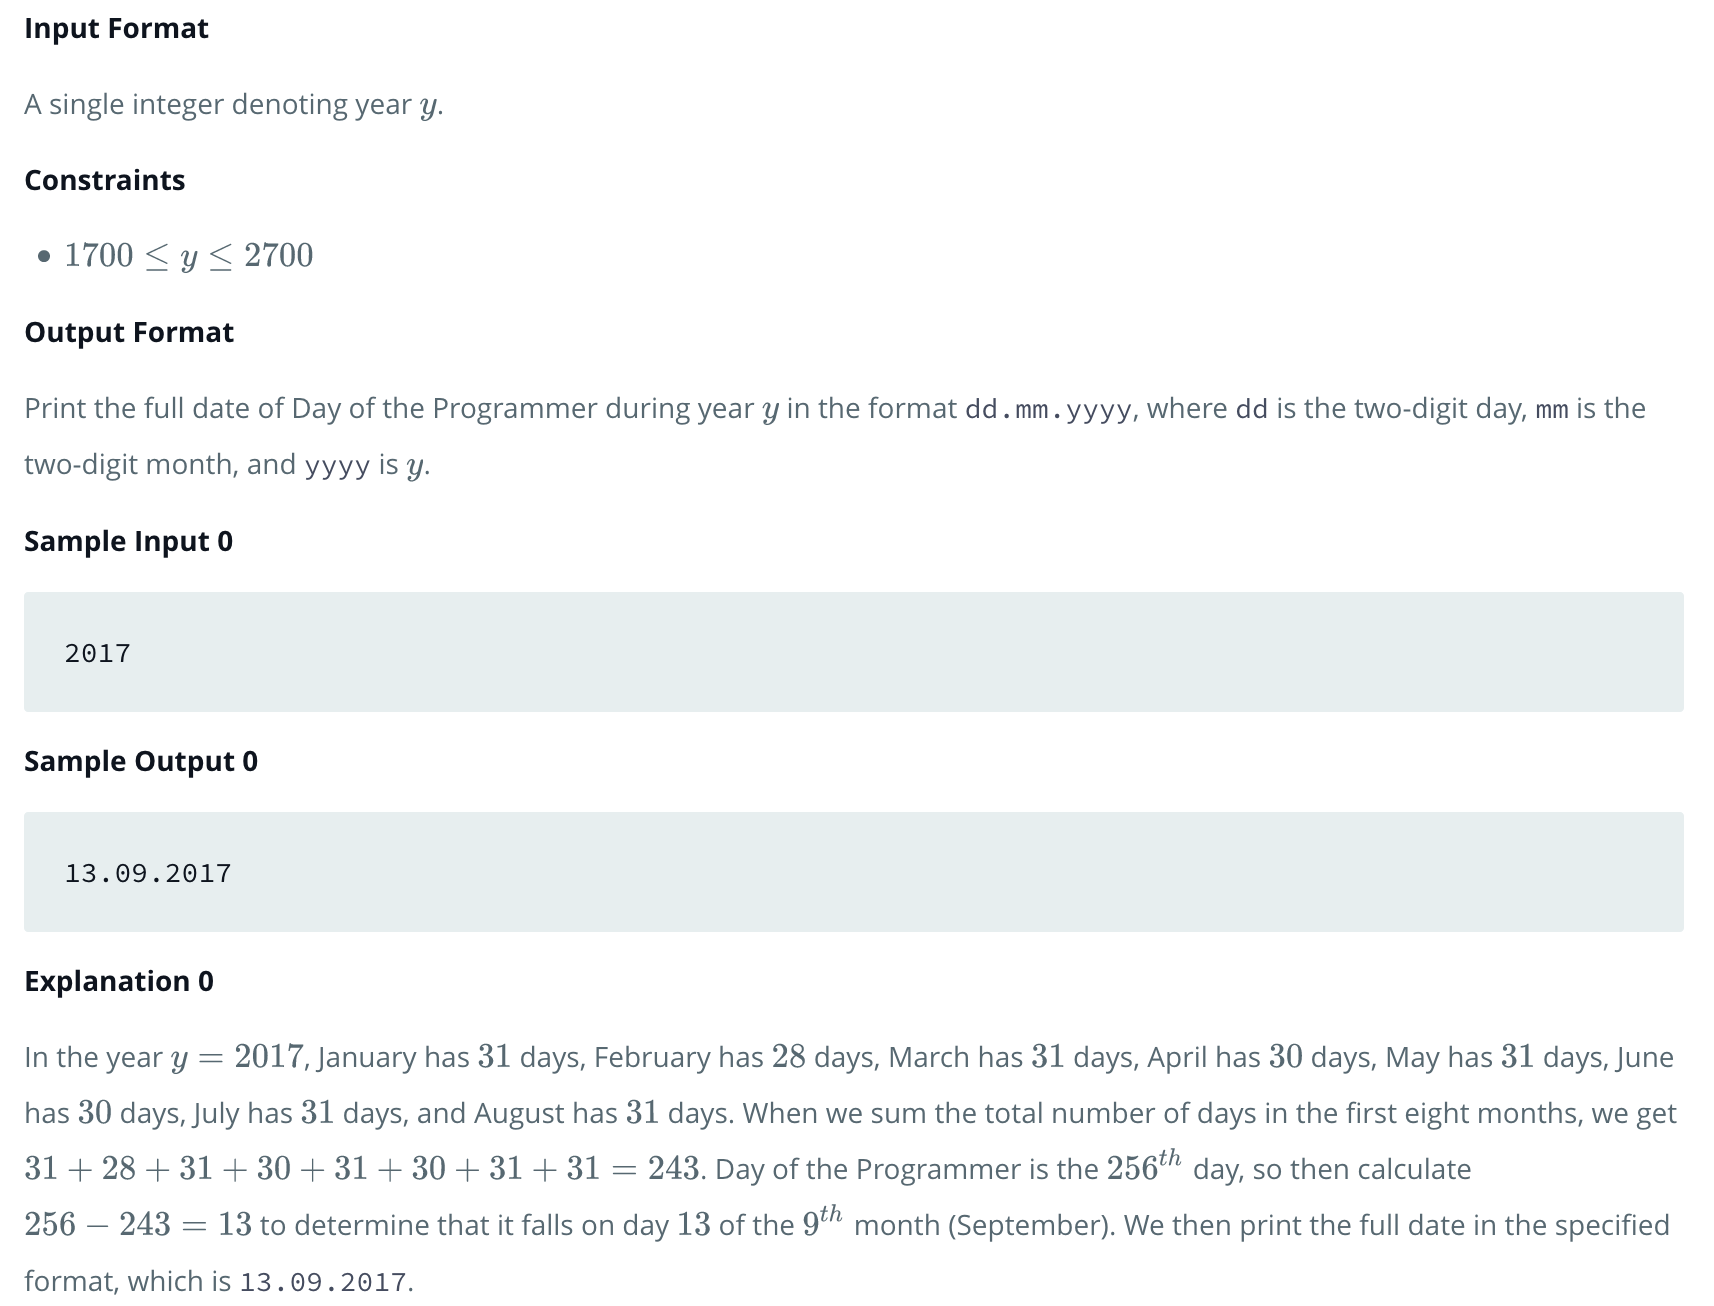 Input Format
A single integer denoting year y.
Constraints
• 1700 ≤ y ≤ 2700
Output Format
Print the full date of Day of the Programmer during year y in the format dd.mm.yyyy, where dd is the two-digit day, mm is the
two-digit month, and yyyy is y.
Sample Input 0
2017
Sample Output 0
13.09.2017
Explanation 0
In the year y = 2017, January has 31 days, February has 28 days, March has 31 days, April has 30 days, May has 31 days, June
has 30 days, July has 31 days, and August has 31 days. When we sum the total number of days in the first eight months, we get
31 + 28 + 31 + 30 + 31 + 30 + 31 + 31 = 243. Day of the Programmer is the 256th day, so then calculate
256 − 243 = 13 to determine that it falls on day 13 of the 9th month (September). We then print the full date in the specified
format, which is 13.09.2017.